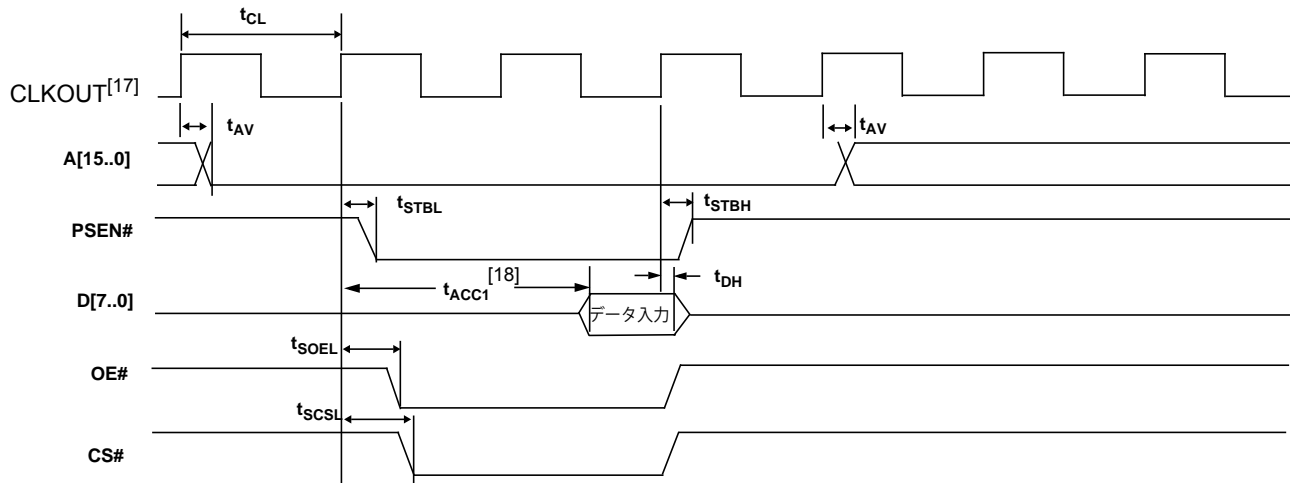 tCL
CLKOUT[17]
tAV
tAV
A[15..0]
tSTBL
tSTBH
PSEN#
[18]
tACC1
tDH
D[7..0]
データ入力
tSOEL
OE#
tSCSL
CS#